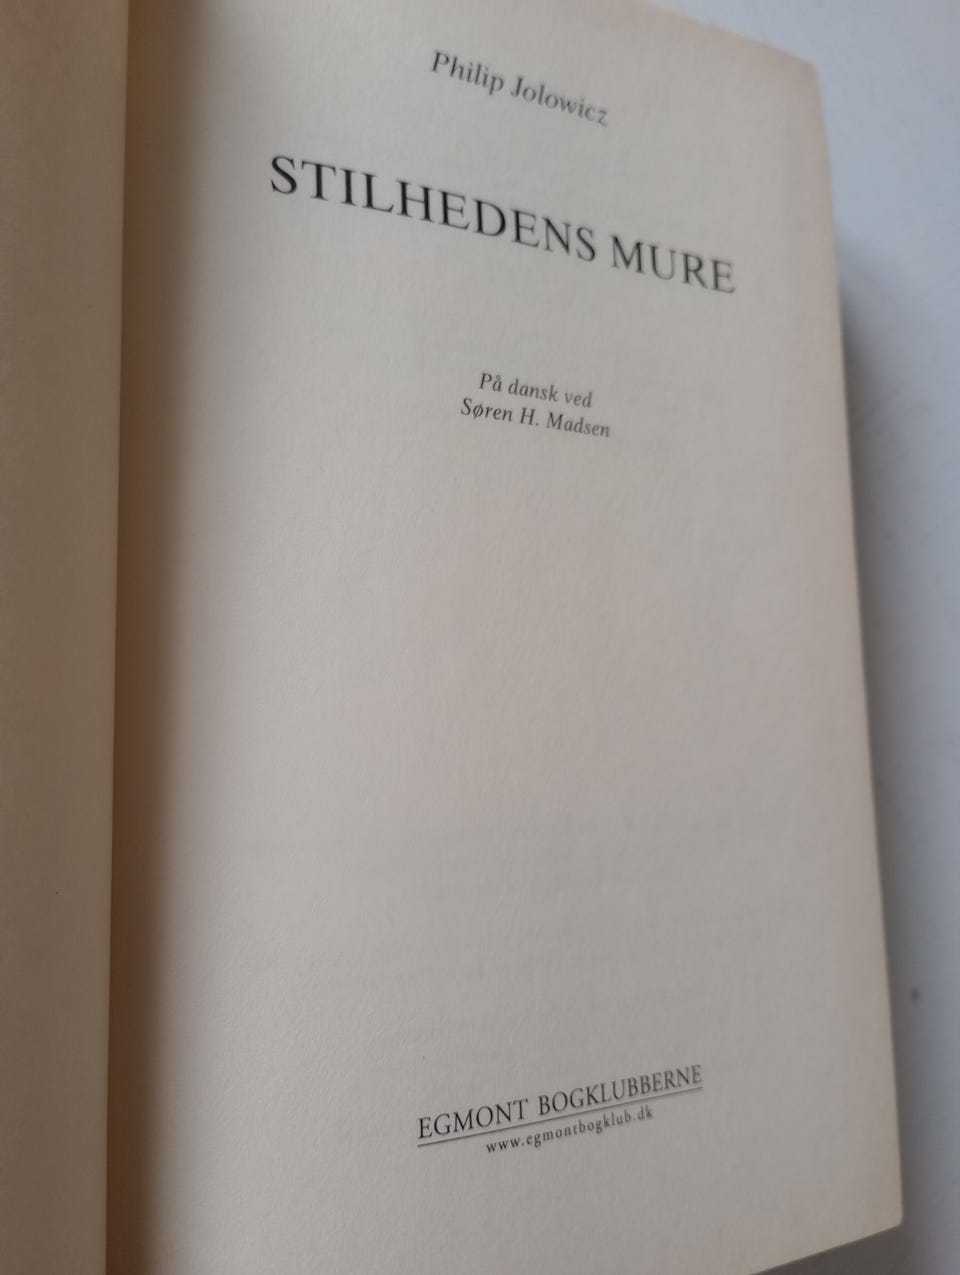 Philip Jolowicz
STILHEDENS MURE
På dansk ved
Søren H. Madsen
EGMONT BOGKLUBBERNE
www.egmontbogklub.dk